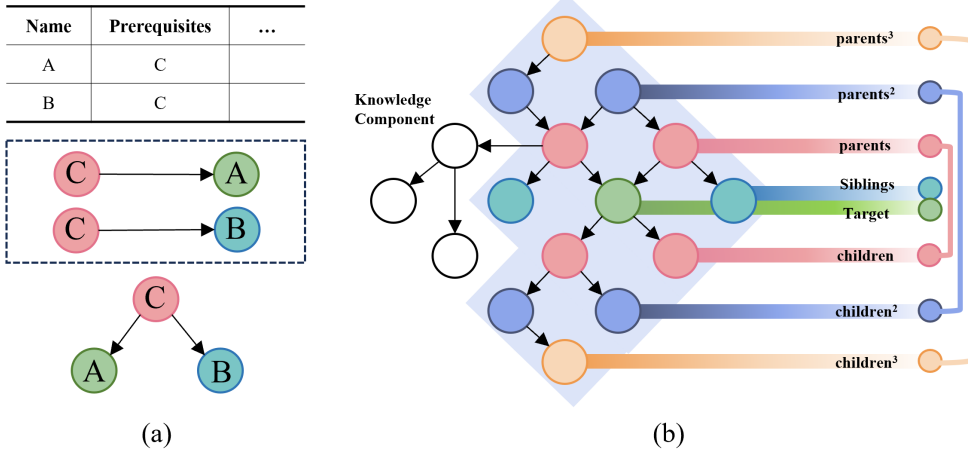 Name Prerequisites ...
A C
B C
C A
C B
C
A B
(a)
Knowledge
Component
parents³
parents²
parents
Siblings
Target
children
children²
children³
(b)